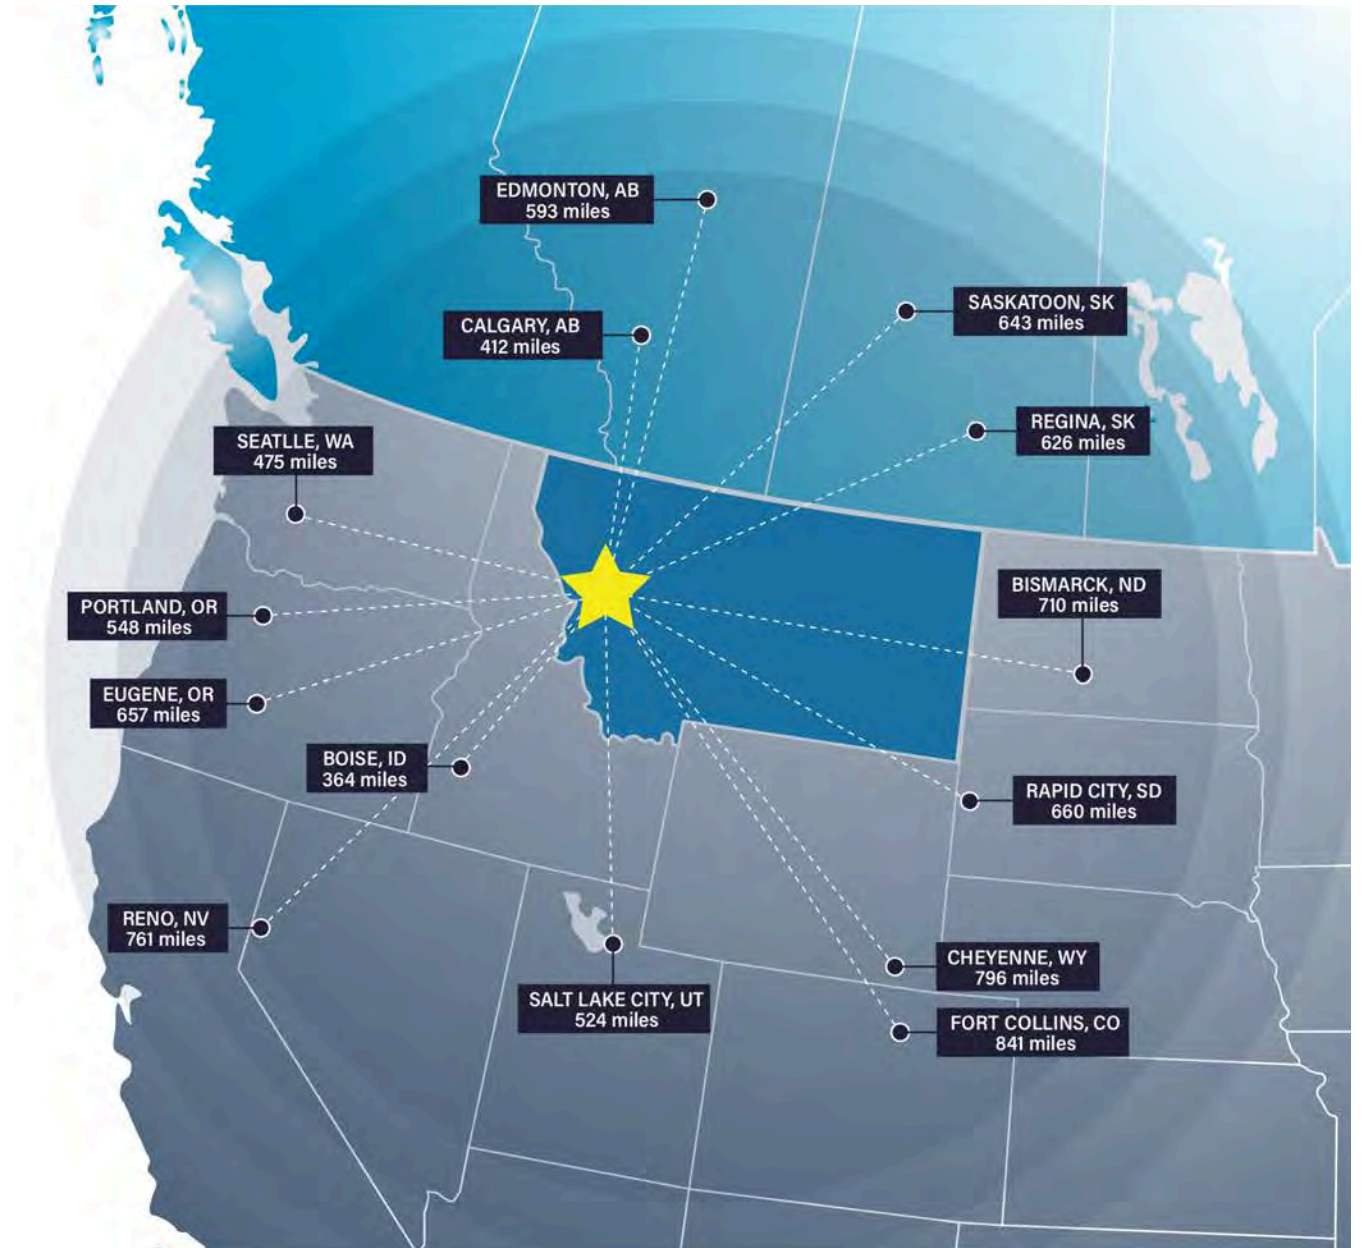 EDMONTON, AB
593 miles
SASKATOON, SK
643 miles
CALGARY, AB
412 miles
REGINA, SK
626 miles
SEATLLE, WA
475 miles
BISMARCK, ND
710 miles
PORTLAND, OR
548 miles
EUGENE, OR
657 miles
BOISE, ID
364 miles
RAPID CITY, SD
660 miles
RENO, NV
761 miles
CHEYENNE, WY
796 miles
SALT LAKE CITY, UT
524 miles
FORT COLLINS, CO
841 miles